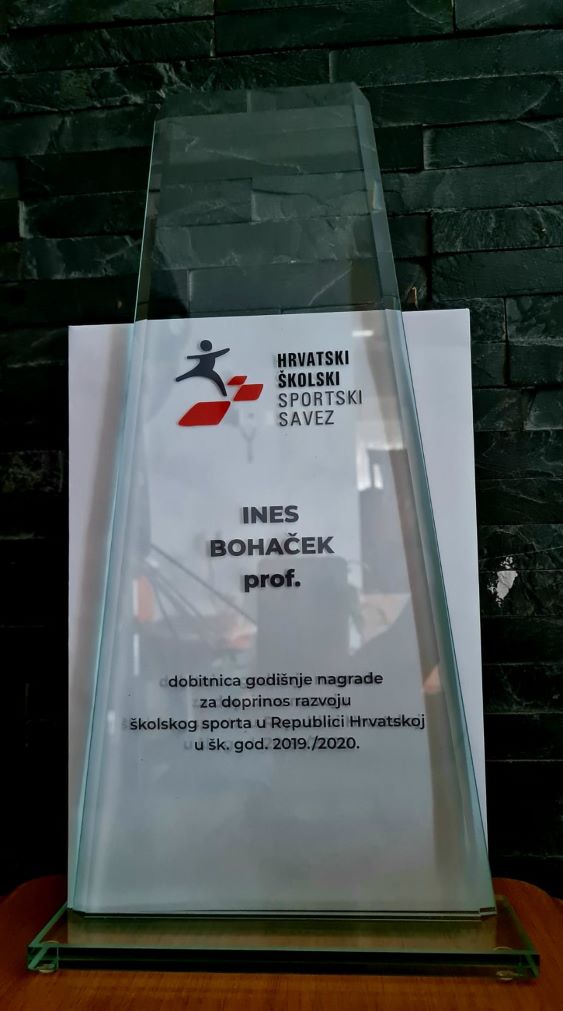 HRVATSKI
ŠKOLSKI
SPORTSKI
SAVEZ
INES
BOHAČEK
prof.
dobitnica godišnje nagrade
za doprinos razvoju
školskog sporta u Republici Hrvatskoj
u šk. god. 2019./2020.